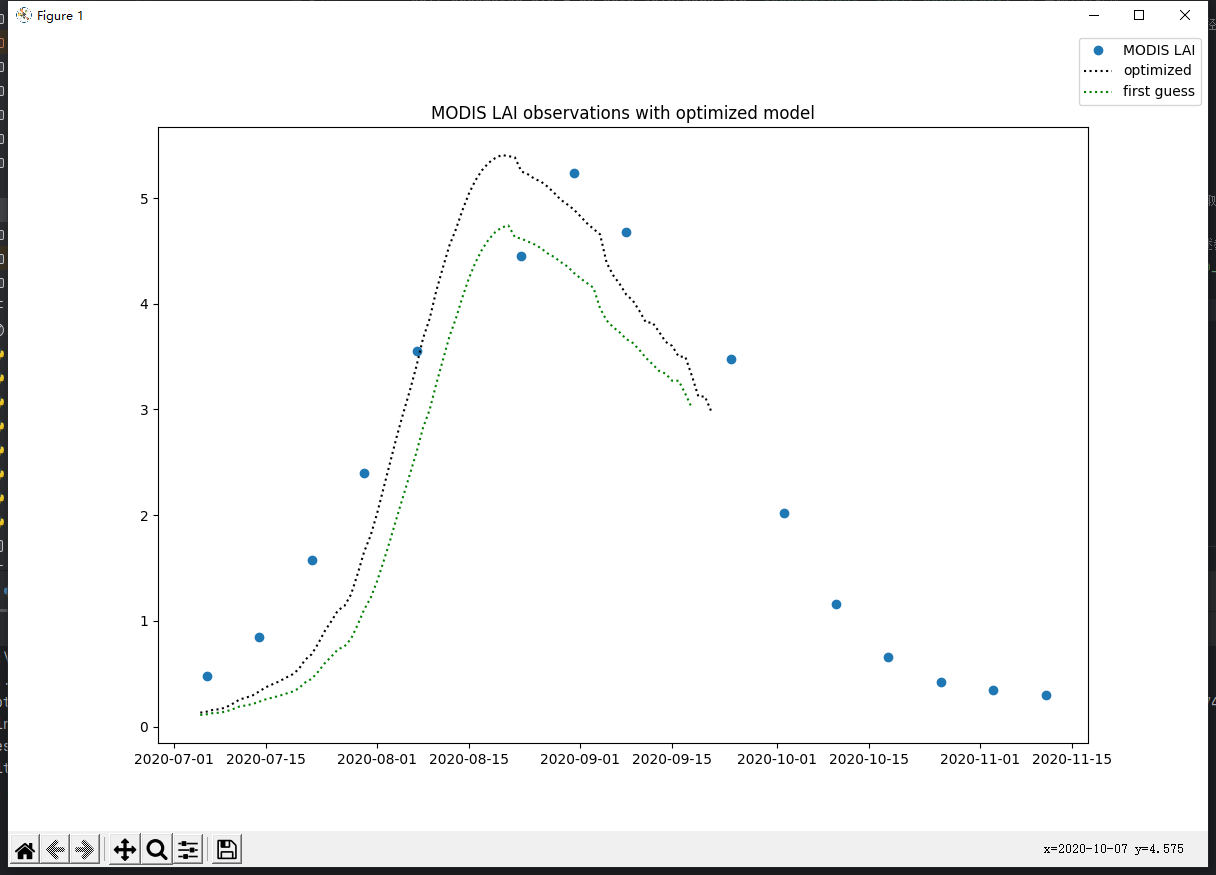 Figure 1
MODIS LAI
optimized
first guess
MODIS LAI observations with optimized model
5
4
3
2
1
0
2020-07-01 2020-07-15 2020-08-01 2020-08-15 2020-09-01 2020-09-15 2020-10-01 2020-10-15 2020-11-01 2020-11-15
x=2020-10-07 y=4.575